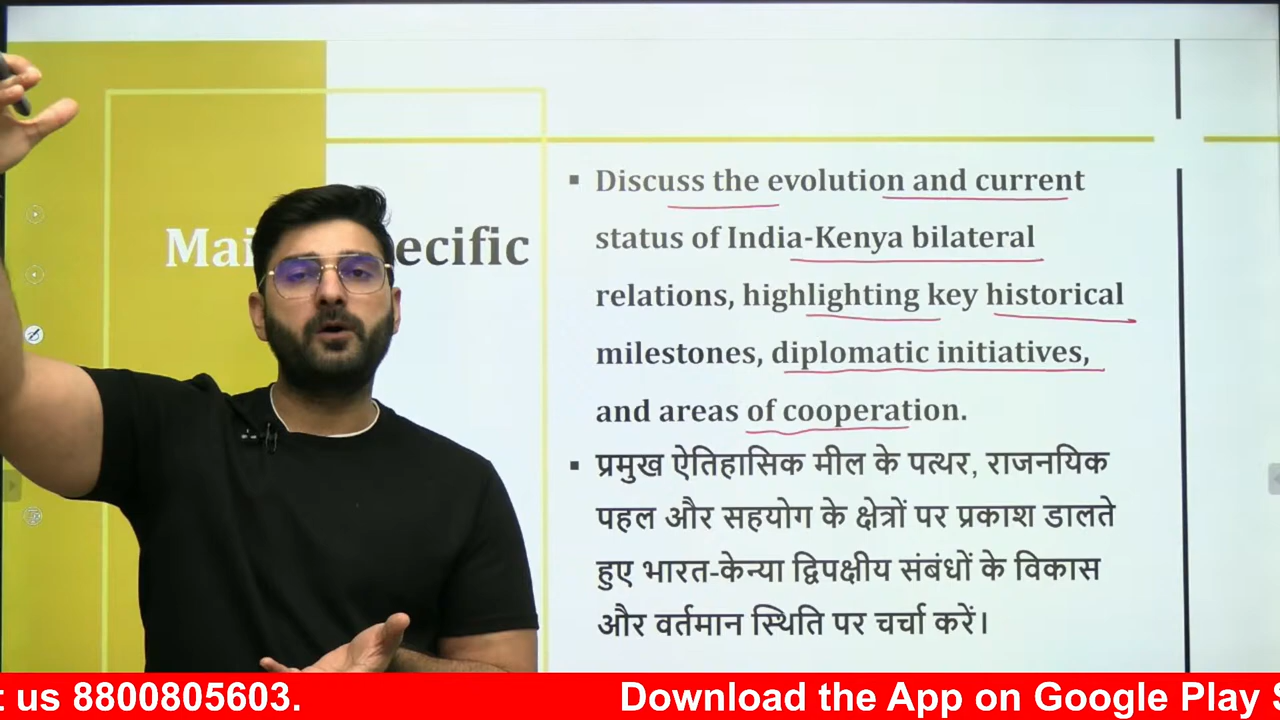 Mai ecific
Discuss the evolution and current
status of India-Kenya bilateral
relations, highlighting key historical
milestones, diplomatic initiatives,
and areas of cooperation.
प्रमुख ऐतिहासिक मील के पत्थर, राजनयिक
पहल और सहयोग के क्षेत्रों पर प्रकाश डालते
हुए भारत-केन्या द्विपक्षीय संबंधों के विकास
और वर्तमान स्थिति पर चर्चा करें।
t us 8800805603. Download the App on Google Play S